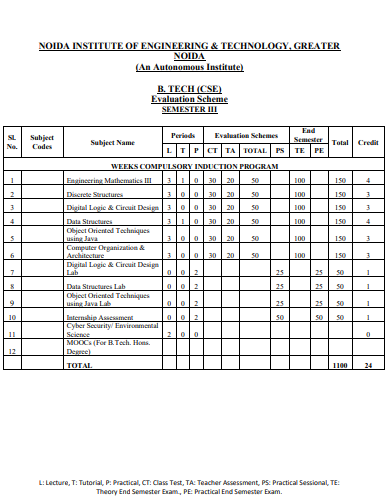 NOIDA INSTITUTE OF ENGINEERING & TECHNOLOGY, GREATER
NOIDA
(An Autonomous Institute)
B. TECH (CSE)
Evaluation Scheme
SEMESTER III
Sl. No. Subject Codes Subject Name Periods Evaluation Schemes End Semester Total Credit
L T P CT TA TOTAL PS TE PE
WEEKS COMPULSORY INDUCTION PROGRAM
1 Engineering Mathematics III 3 1 0 30 20 50 100 150 4
2 Discrete Structures 3 0 0 30 20 50 100 150 3
3 Digital Logic & Circuit Design 3 0 0 30 20 50 100 150 3
4 Data Structures 3 1 0 30 20 50 100 150 4
5 Object Oriented Techniques using Java 3 0 0 30 20 50 100 150 3
6 Computer Organization & Architecture 3 0 0 30 20 50 100 150 3
7 Digital Logic & Circuit Design Lab 0 0 2 25 25 50 1
8 Data Structures Lab 0 0 2 25 25 50 1
9 Object Oriented Techniques using Java Lab 0 0 2 25 25 50 1
10 Internship Assessment 0 0 2 50 50 50 1
11 Cyber Security/ Environmental Science 2 0 0 0
12 MOOCs (For B.Tech. Hons. Degree)
TOTAL 1100 24
L: Lecture, T: Tutorial, P: Practical, CT: Class Test, TA: Teacher Assessment, PS: Practical Sessional, TE:
Theory End Semester Exam., PE: Practical End Semester Exam.